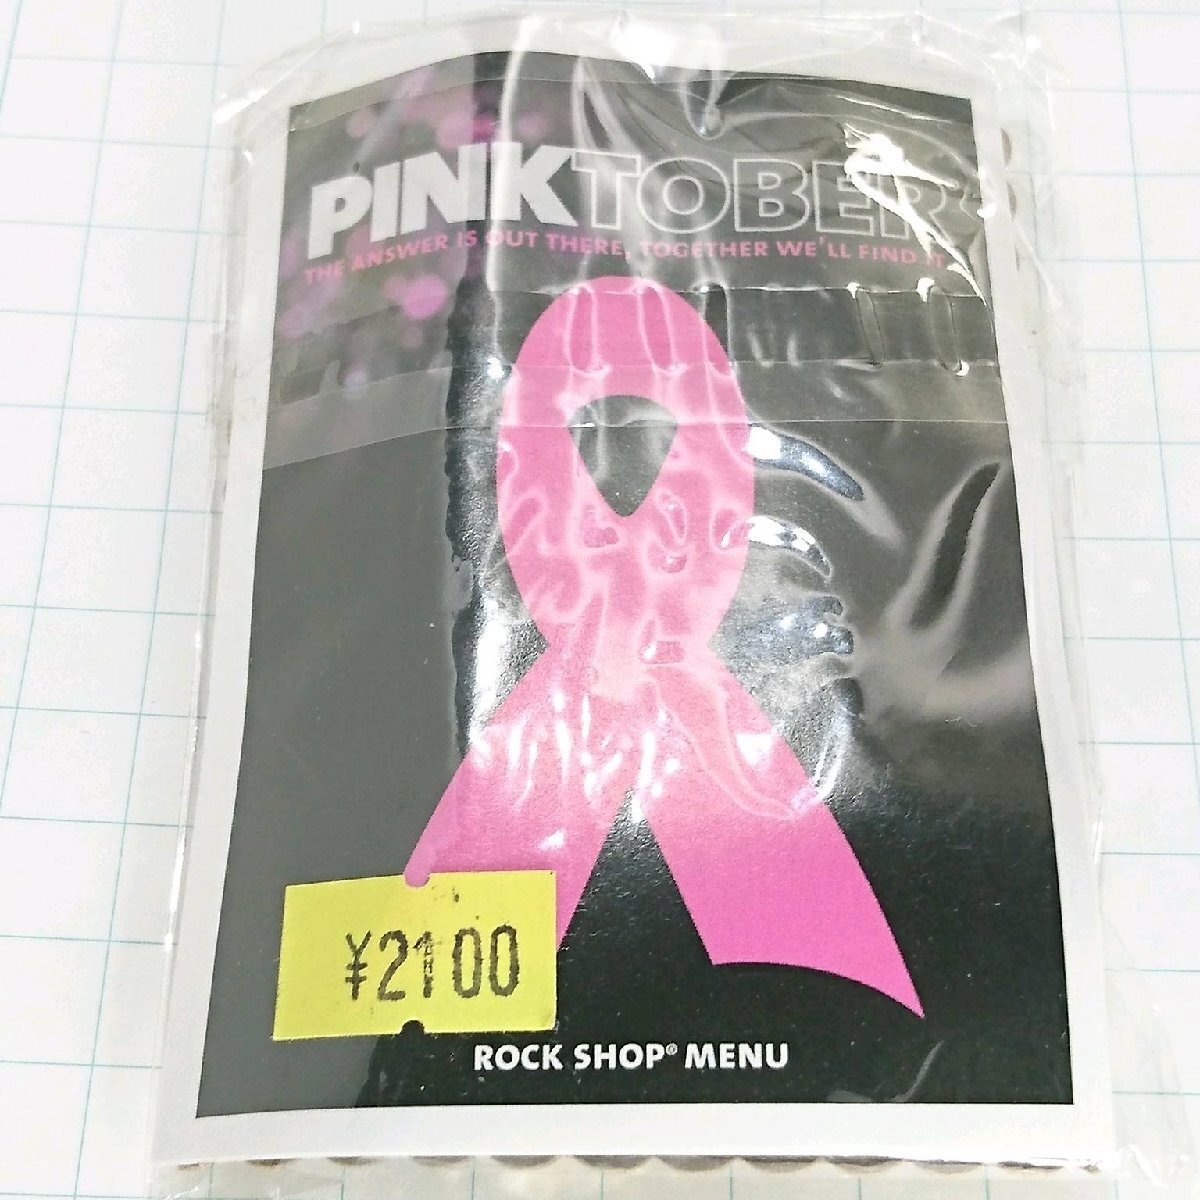 PINKTOBER
THE ANSWER IS OUT THERE, TOGETHER WE'LL FIND IT
¥2100
ROCK SHOP® MENU